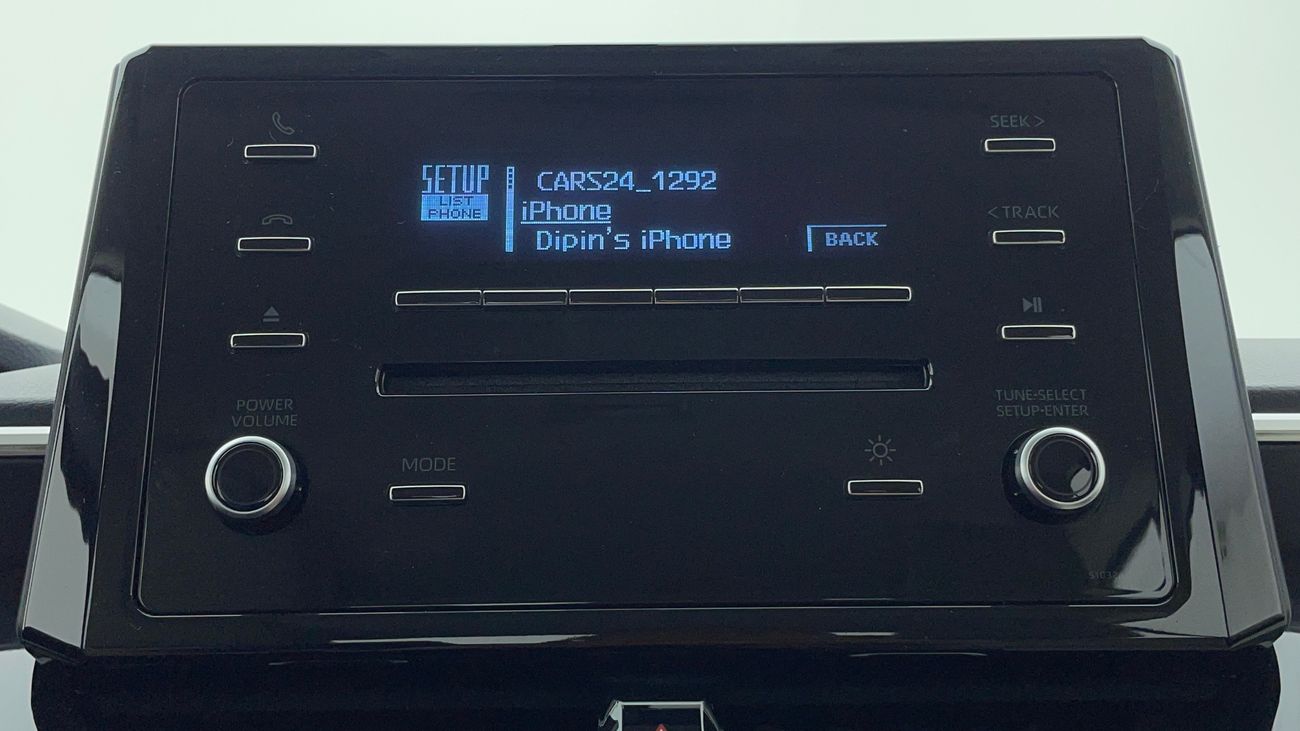 SEEK >
SETUP
LIST
PHONE
CARS24_1292
iPhone
Dipin's iPhone
BACK
< TRACK
POWER
VOLUME
MODE
TUNE•SELECT
SETUP•ENTER